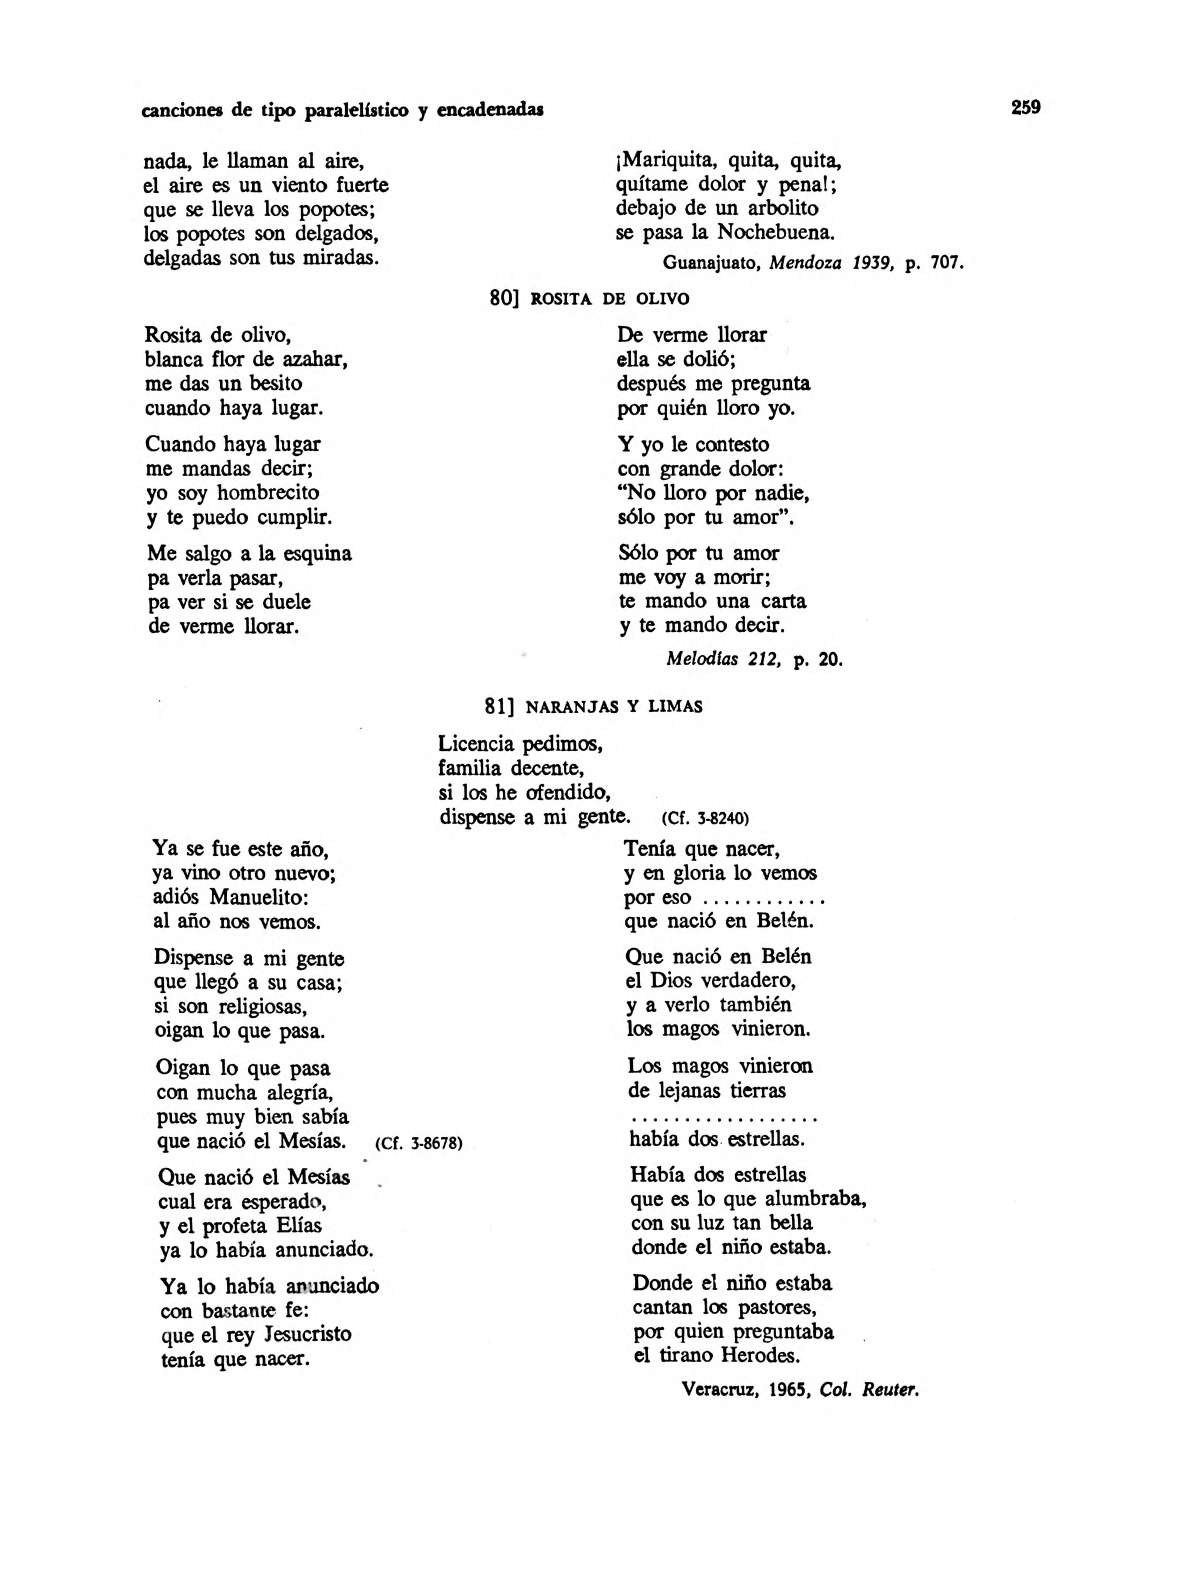 canciones de tipo paralelístico y encadenadas 259
nada, le llaman al aire,
el aire es un viento fuerte
que se lleva los popotes;
los popotes son delgados,
delgadas son tus miradas.
¡Mariquita, quita, quita,
quítame dolor y pena!;
debajo de un arbolito
se pasa la Nochebuena.
Guanajuato, Mendoza 1939, p. 707.
80] ROSITA DE OLIVO
Rosita de olivo,
blanca flor de azahar,
me das un besito
cuando haya lugar.
Cuando haya lugar
me mandas decir;
yo soy hombrecito
y te puedo cumplir.
Me salgo a la esquina
pa verla pasar,
pa ver si se duele
de verme llorar.
De verme llorar
ella se dolió;
después me pregunta
por quién lloro yo.
Y yo le contesto
con grande dolor:
“No lloro por nadie,
sólo por tu amor”.
Sólo por tu amor
me voy a morir;
te mando una carta
y te mando decir.
Melodías 212, p. 20.
81] NARANJAS Y LIMAS
Licencia pedimos,
familia decente,
si los he ofendido,
dispense a mi gente. (Cf. 3-8240)
Ya se fue este año,
ya vino otro nuevo;
adiós Manuelito:
al año nos vemos.
Dispense a mi gente
que llegó a su casa;
si son religiosas,
oigan lo que pasa.
Oigan lo que pasa
con mucha alegría,
pues muy bien sabía
que nació el Mesías. (Cf. 3-8678)
Que nació el Mesías
cual era esperado,
y el profeta Elías
ya lo había anunciado.
Ya lo había anunciado
con bastante fe:
que el rey Jesucristo
tenía que nacer.
Tenía que nacer,
y en gloria lo vemos
por eso . . . . . . . . . . . .
que nació en Belén.
Que nació en Belén
el Dios verdadero,
y a verlo también
los magos vinieron.
Los magos vinieron
de lejanas tierras
. . . . . . . . . . . . . . . . . .
había dos estrellas.
Había dos estrellas
que es lo que alumbraba,
con su luz tan bella
donde el niño estaba.
Donde el niño estaba
cantan los pastores,
por quien preguntaba
el tirano Herodes.
Veracruz, 1965, Col. Reuter.